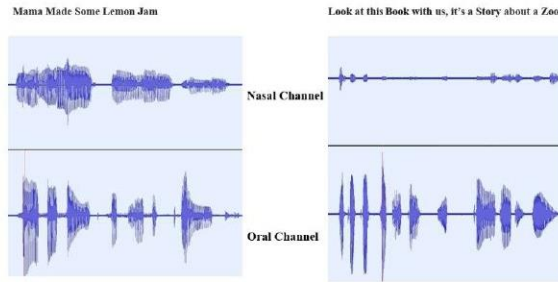 Mama Made Some Lemon Jam
Look at this Book with us, it's a Story about a Zoo
Nasal Channel
Oral Channel